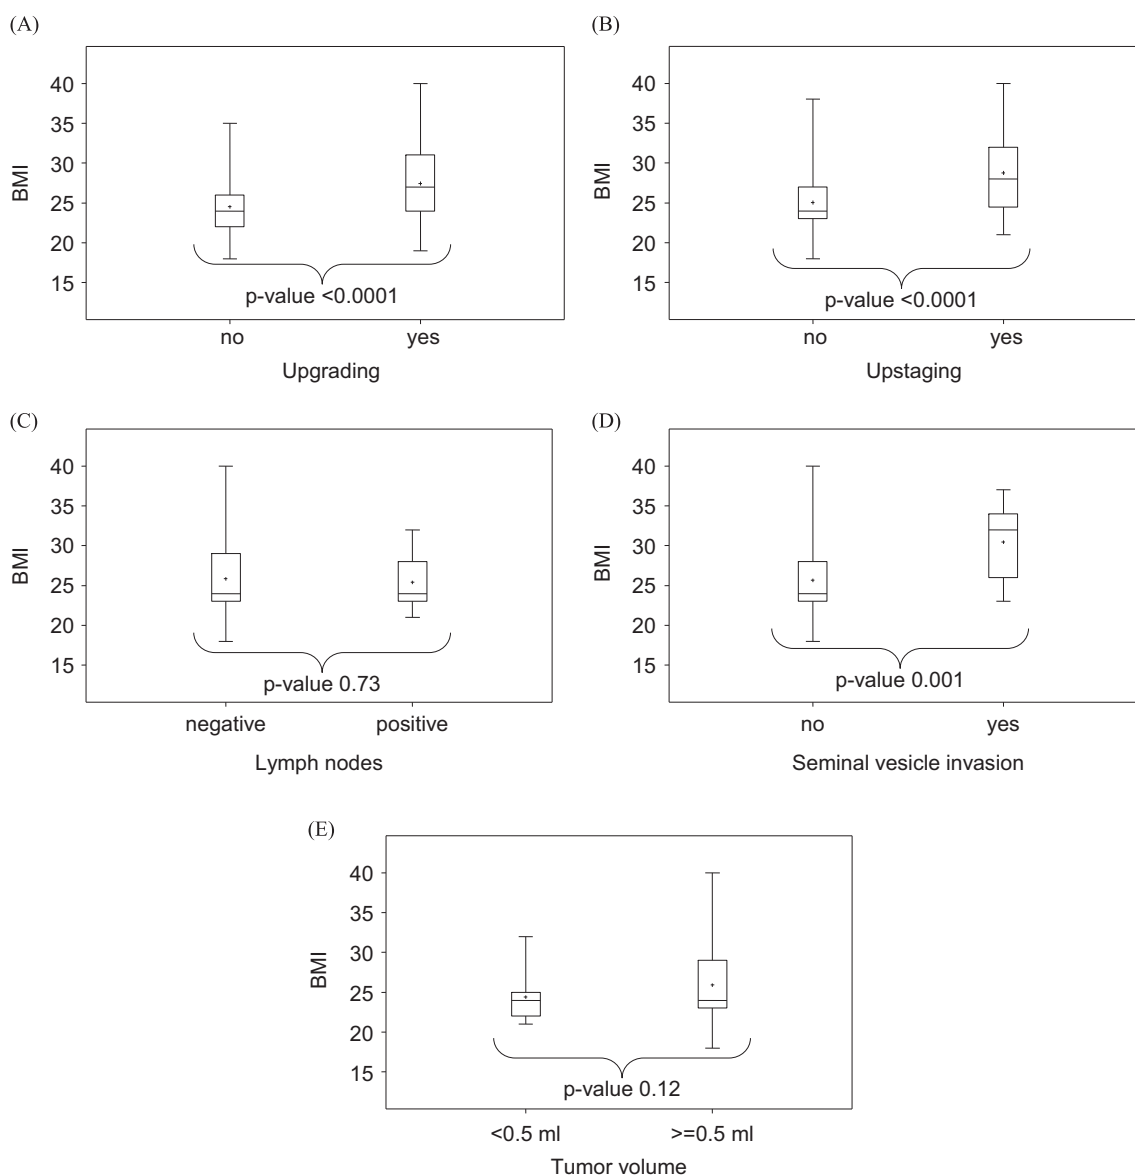 (A)
40
35
30
25
20
15
BMI
p-value <0.0001
no yes
Upgrading
(B)
40
35
30
25
20
15
BMI
p-value <0.0001
no yes
Upstaging
(C)
40
35
30
25
20
15
BMI
p-value 0.73
negative positive
Lymph nodes
(D)
40
35
30
25
20
15
BMI
p-value 0.001
no yes
Seminal vesicle invasion
(E)
40
35
30
25
20
15
BMI
p-value 0.12
<0.5 ml >=0.5 ml
Tumor volume